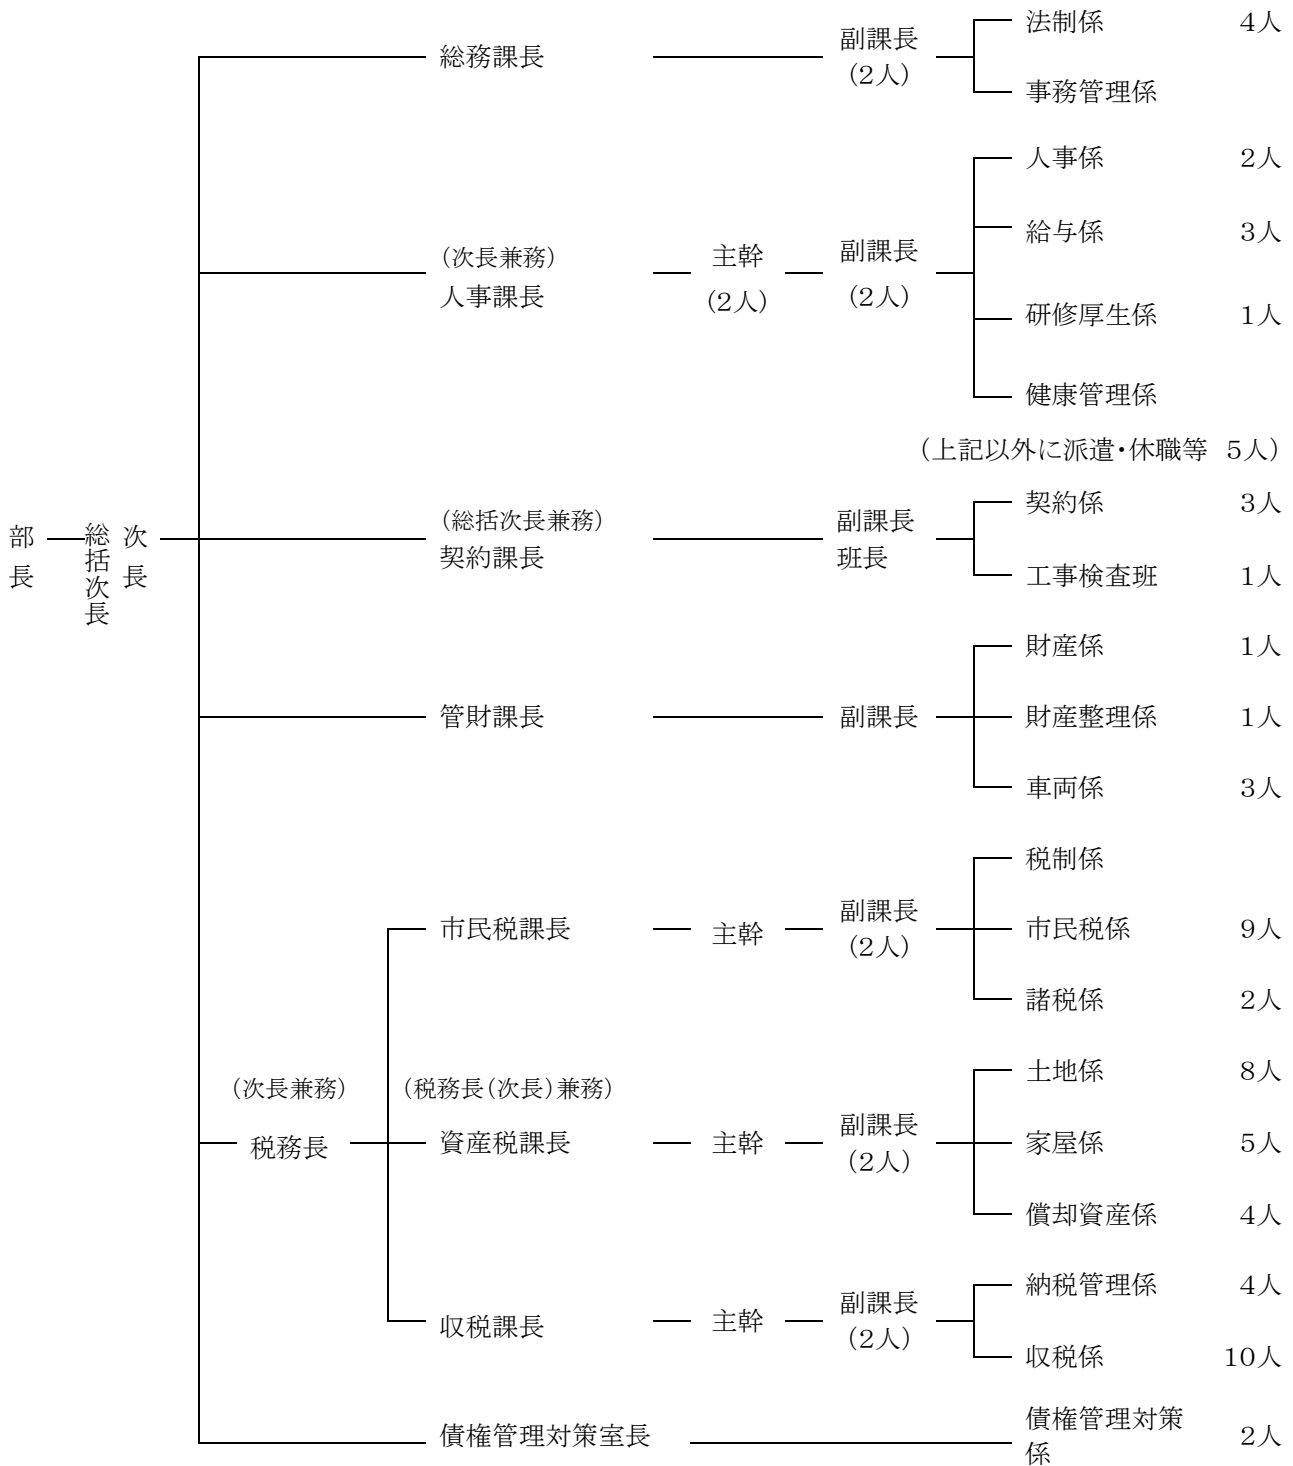 部長
総括次長
次長
総務課長
副課長
（2人）
法制係 4人
事務管理係
（次長兼務）
人事課長
主幹
（2人）
副課長
（2人）
人事係 2人
給与係 3人
研修厚生係 1人
健康管理係
（上記以外に派遣・休職等 5人）
（総括次長兼務）
契約課長
副課長
班長
契約係 3人
工事検査班 1人
管財課長
副課長
財産係 1人
財産整理係 1人
車両係 3人
（次長兼務）
税務長
市民税課長
主幹
副課長
（2人）
税制係
市民税係 9人
諸税係 2人
（税務長（次長）兼務）
資産税課長
主幹
副課長
（2人）
土地係 8人
家屋係 5人
償却資産係 4人
収税課長
主幹
副課長
（2人）
納税管理係 4人
収税係 10人
債権管理対策室長
債権管理対策
係 2人